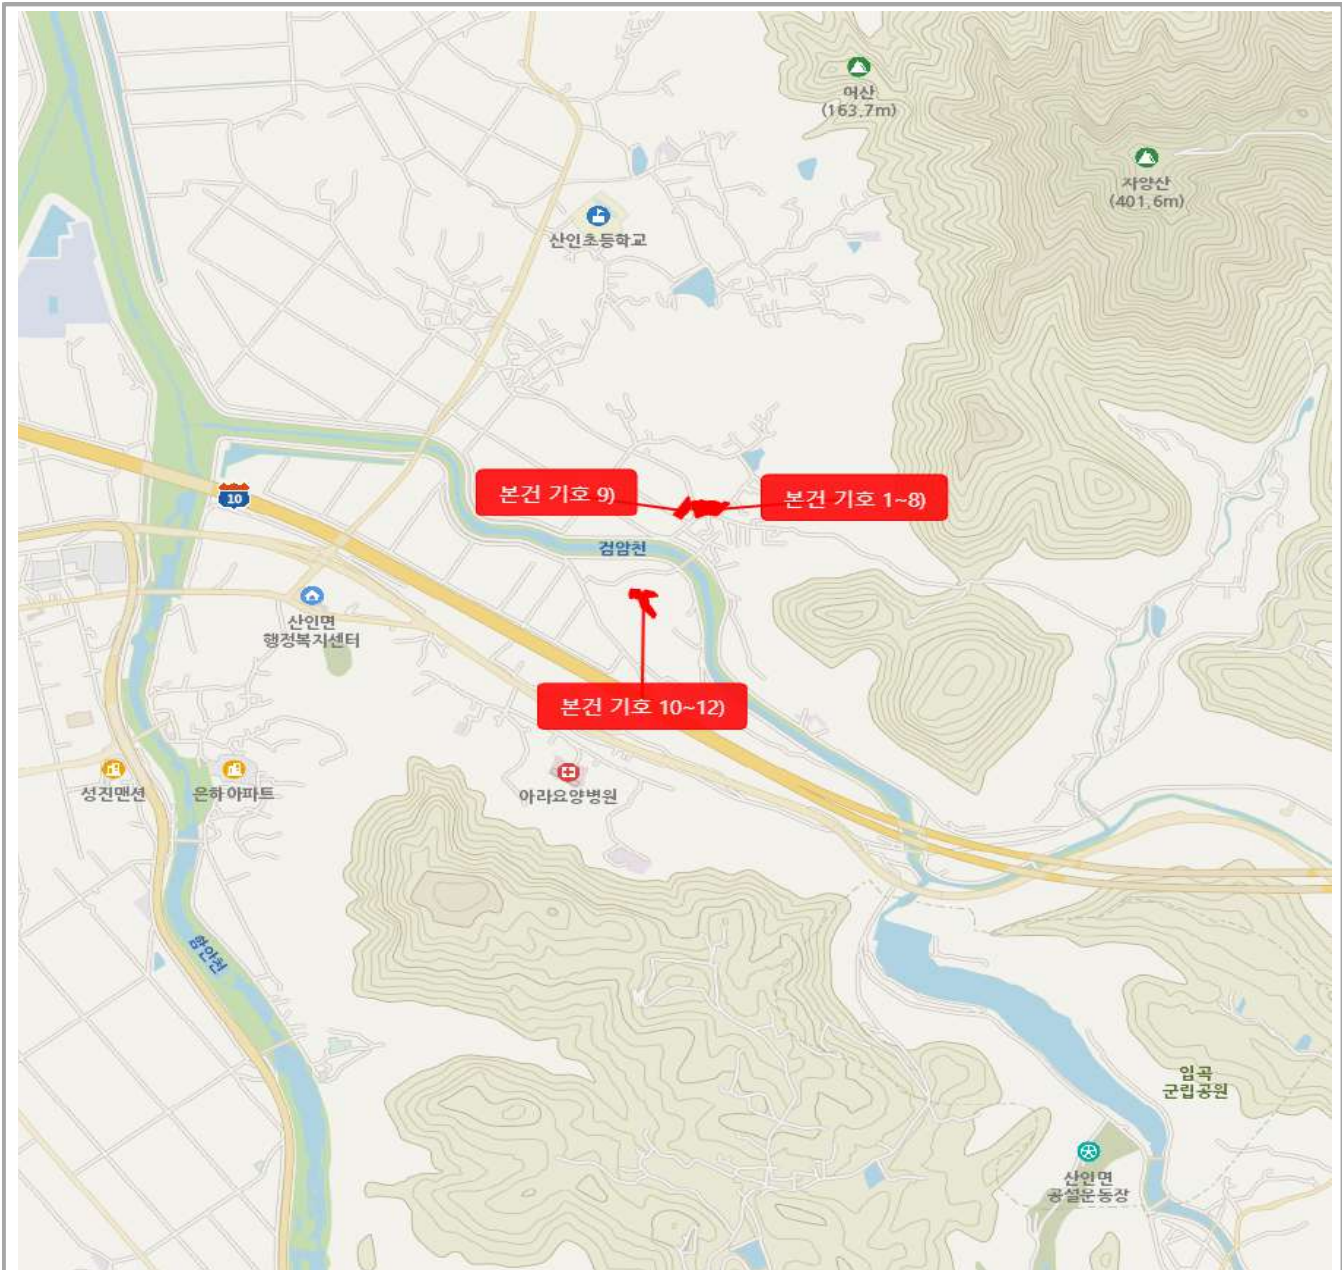 여산
(163.7m)
자양산
(401.6m)
산인초등학교
본건 기호 9)
본건 기호 1~8)
10
검암천
산인면
행정복지센터
본건 기호 10~12)
성진맨션
은하아파트
아라요양병원
함안천
입곡
군립공원
산인면
공설운동장